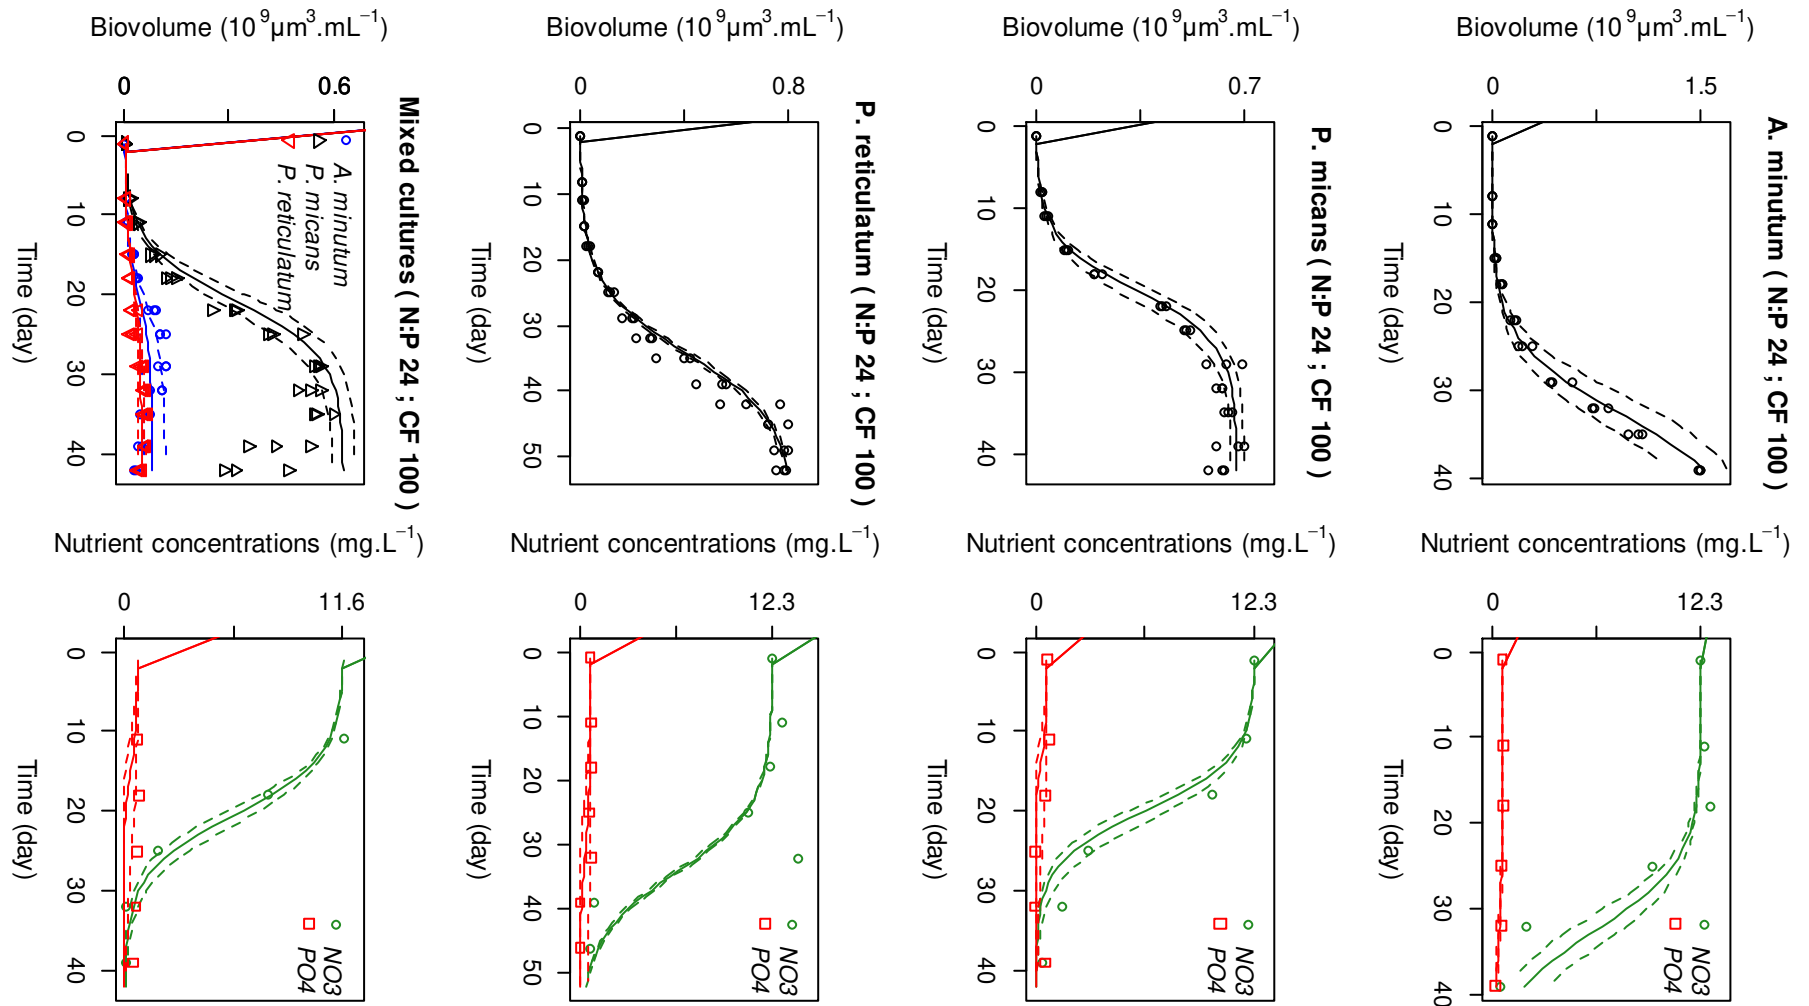 Biovolume (10⁹µm³.mL⁻¹)
0
0.6
Mixed cultures ( N:P 24 ; CF 100 )
0
10
20
30
40
Time (day)
A. minutum
P. micans
P. reticulatum
Biovolume (10⁹µm³.mL⁻¹)
0
0.8
P. reticulatum ( N:P 24 ; CF 100 )
0
10
20
30
40
50
Time (day)
Biovolume (10⁹µm³.mL⁻¹)
0
0.7
P. micans ( N:P 24 ; CF 100 )
0
10
20
30
40
Time (day)
Biovolume (10⁹µm³.mL⁻¹)
0
1.5
A. minutum ( N:P 24 ; CF 100 )
0
10
20
30
40
Time (day)
Nutrient concentrations (mg.L⁻¹)
0
11.6
0
10
20
30
40
Time (day)
NO3
PO4
Nutrient concentrations (mg.L⁻¹)
0
12.3
0
10
20
30
40
50
Time (day)
NO3
PO4
Nutrient concentrations (mg.L⁻¹)
0
12.3
0
10
20
30
40
Time (day)
NO3
PO4
Nutrient concentrations (mg.L⁻¹)
0
12.3
0
10
20
30
40
Time (day)
NO3
PO4